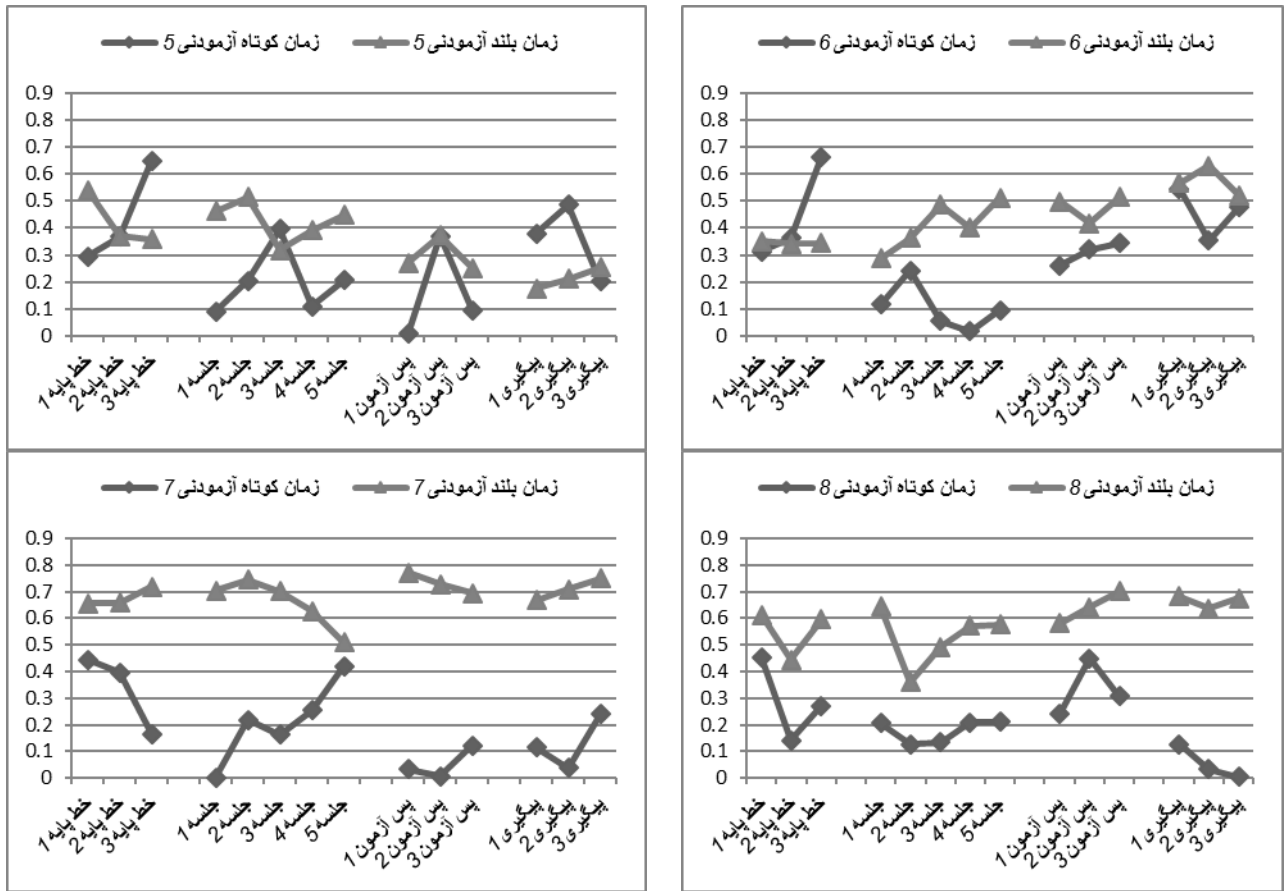 زمان کوتاه آزمودنی 5 زمان بلند آزمودنی 5
0.9
0.8
0.7
0.6
0.5
0.4
0.3
0.2
0.1
0
خط پایه 1
خط پایه 2
خط پایه 3
جلسه 1
جلسه 2
جلسه 3
جلسه 4
جلسه 5
پس آزمون 1
پس آزمون 2
پس آزمون 3
پیگیری 1
پیگیری 2
پیگیری 3
زمان کوتاه آزمودنی 6 زمان بلند آزمودنی 6
0.9
0.8
0.7
0.6
0.5
0.4
0.3
0.2
0.1
0
خط پایه 1
خط پایه 2
خط پایه 3
جلسه 1
جلسه 2
جلسه 3
جلسه 4
جلسه 5
پس آزمون 1
پس آزمون 2
پس آزمون 3
پیگیری 1
پیگیری 2
پیگیری 3
زمان کوتاه آزمودنی 7 زمان بلند آزمودنی 7
0.9
0.8
0.7
0.6
0.5
0.4
0.3
0.2
0.1
0
خط پایه 1
خط پایه 2
خط پایه 3
جلسه 1
جلسه 2
جلسه 3
جلسه 4
جلسه 5
پس آزمون 1
پس آزمون 2
پس آزمون 3
پیگیری 1
پیگیری 2
پیگیری 3
زمان کوتاه آزمودنی 8 زمان بلند آزمودنی 8
0.9
0.8
0.7
0.6
0.5
0.4
0.3
0.2
0.1
0
خط پایه 1
خط پایه 2
خط پایه 3
جلسه 1
جلسه 2
جلسه 3
جلسه 4
جلسه 5
پس آزمون 1
پس آزمون 2
پس آزمون 3
پیگیری 1
پیگیری 2
پیگیری 3